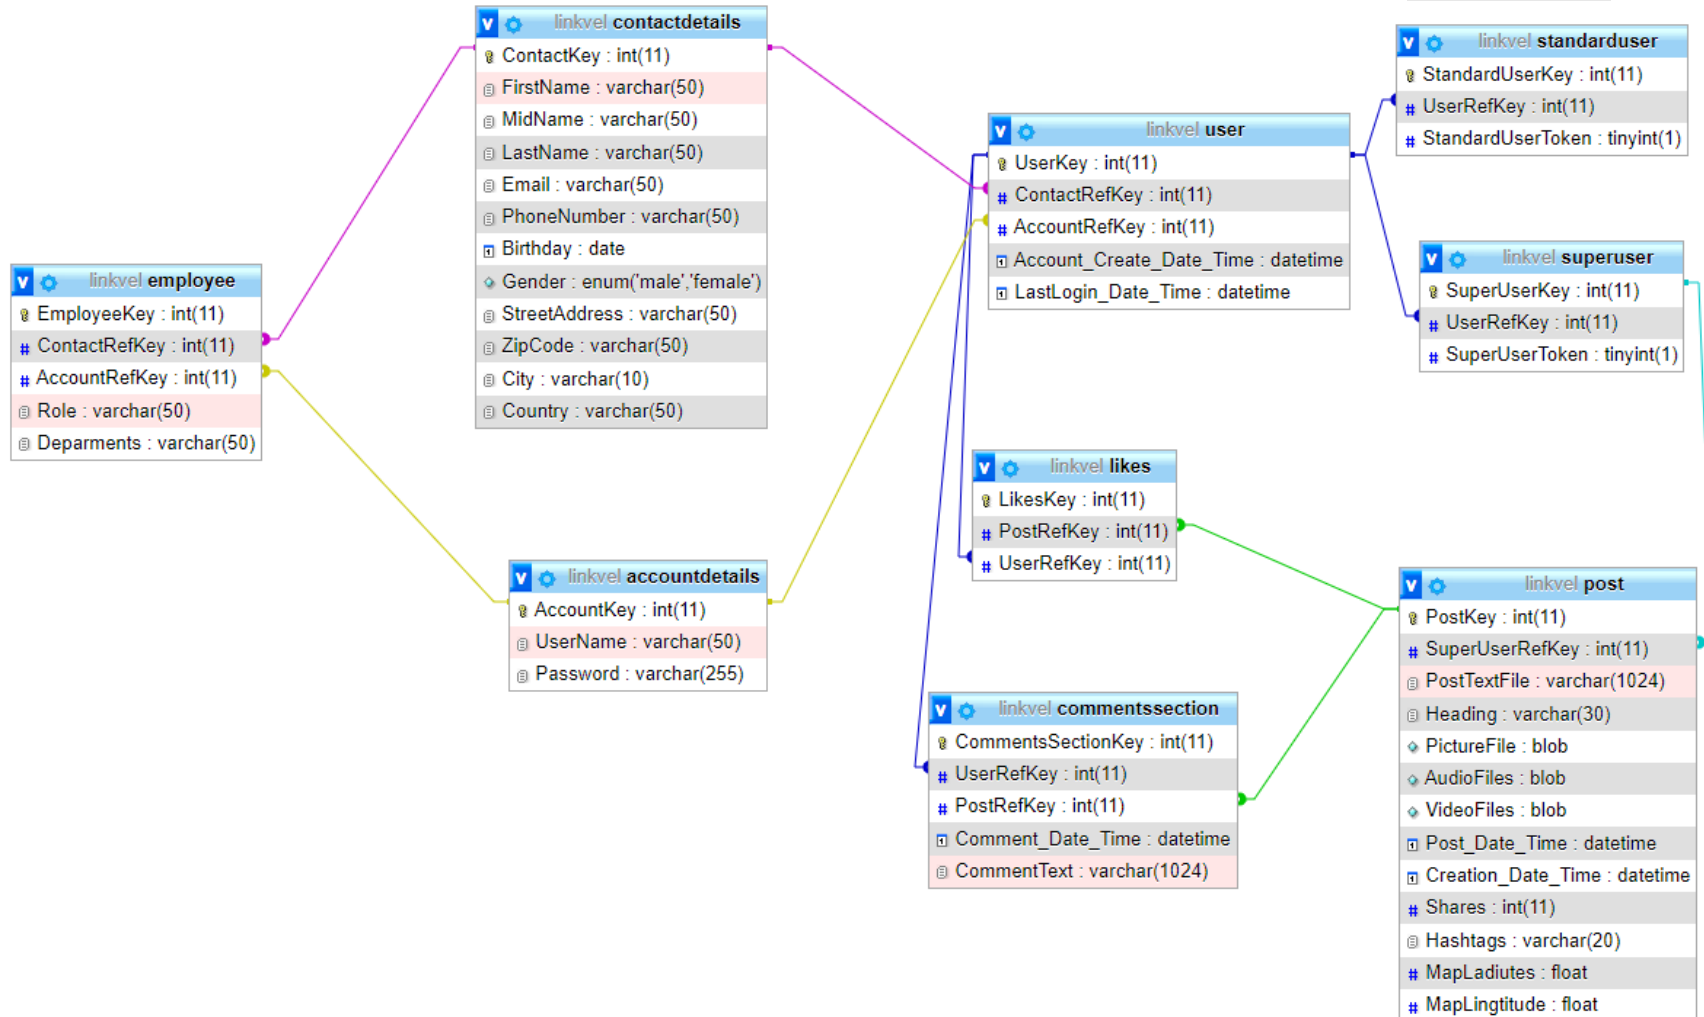 linkvel contactdetails
ContactKey : int(11)
FirstName : varchar(50)
MidName : varchar(50)
LastName : varchar(50)
Email : varchar(50)
PhoneNumber : varchar(50)
Birthday : date
Gender : enum('male','female')
StreetAddress : varchar(50)
ZipCode : varchar(50)
City : varchar(10)
Country : varchar(50)
linkvel employee
EmployeeKey : int(11)
ContactRefKey : int(11)
AccountRefKey : int(11)
Role : varchar(50)
Deparments : varchar(50)
linkvel accountdetails
AccountKey : int(11)
UserName : varchar(50)
Password : varchar(255)
linkvel user
UserKey : int(11)
ContactRefKey : int(11)
AccountRefKey : int(11)
Account_Create_Date_Time : datetime
LastLogin_Date_Time : datetime
linkvel standarduser
StandardUserKey : int(11)
UserRefKey : int(11)
StandardUserToken : tinyint(1)
linkvel superuser
SuperUserKey : int(11)
UserRefKey : int(11)
SuperUserToken : tinyint(1)
linkvel likes
LikesKey : int(11)
PostRefKey : int(11)
UserRefKey : int(11)
linkvel commentssection
CommentsSectionKey : int(11)
UserRefKey : int(11)
PostRefKey : int(11)
Comment_Date_Time : datetime
CommentText : varchar(1024)
linkvel post
PostKey : int(11)
SuperUserRefKey : int(11)
PostTextFile : varchar(1024)
Heading : varchar(30)
PictureFile : blob
AudioFiles : blob
VideoFiles : blob
Post_Date_Time : datetime
Creation_Date_Time : datetime
Shares : int(11)
Hashtags : varchar(20)
MapLadiutes : float
MapLingtitude : float